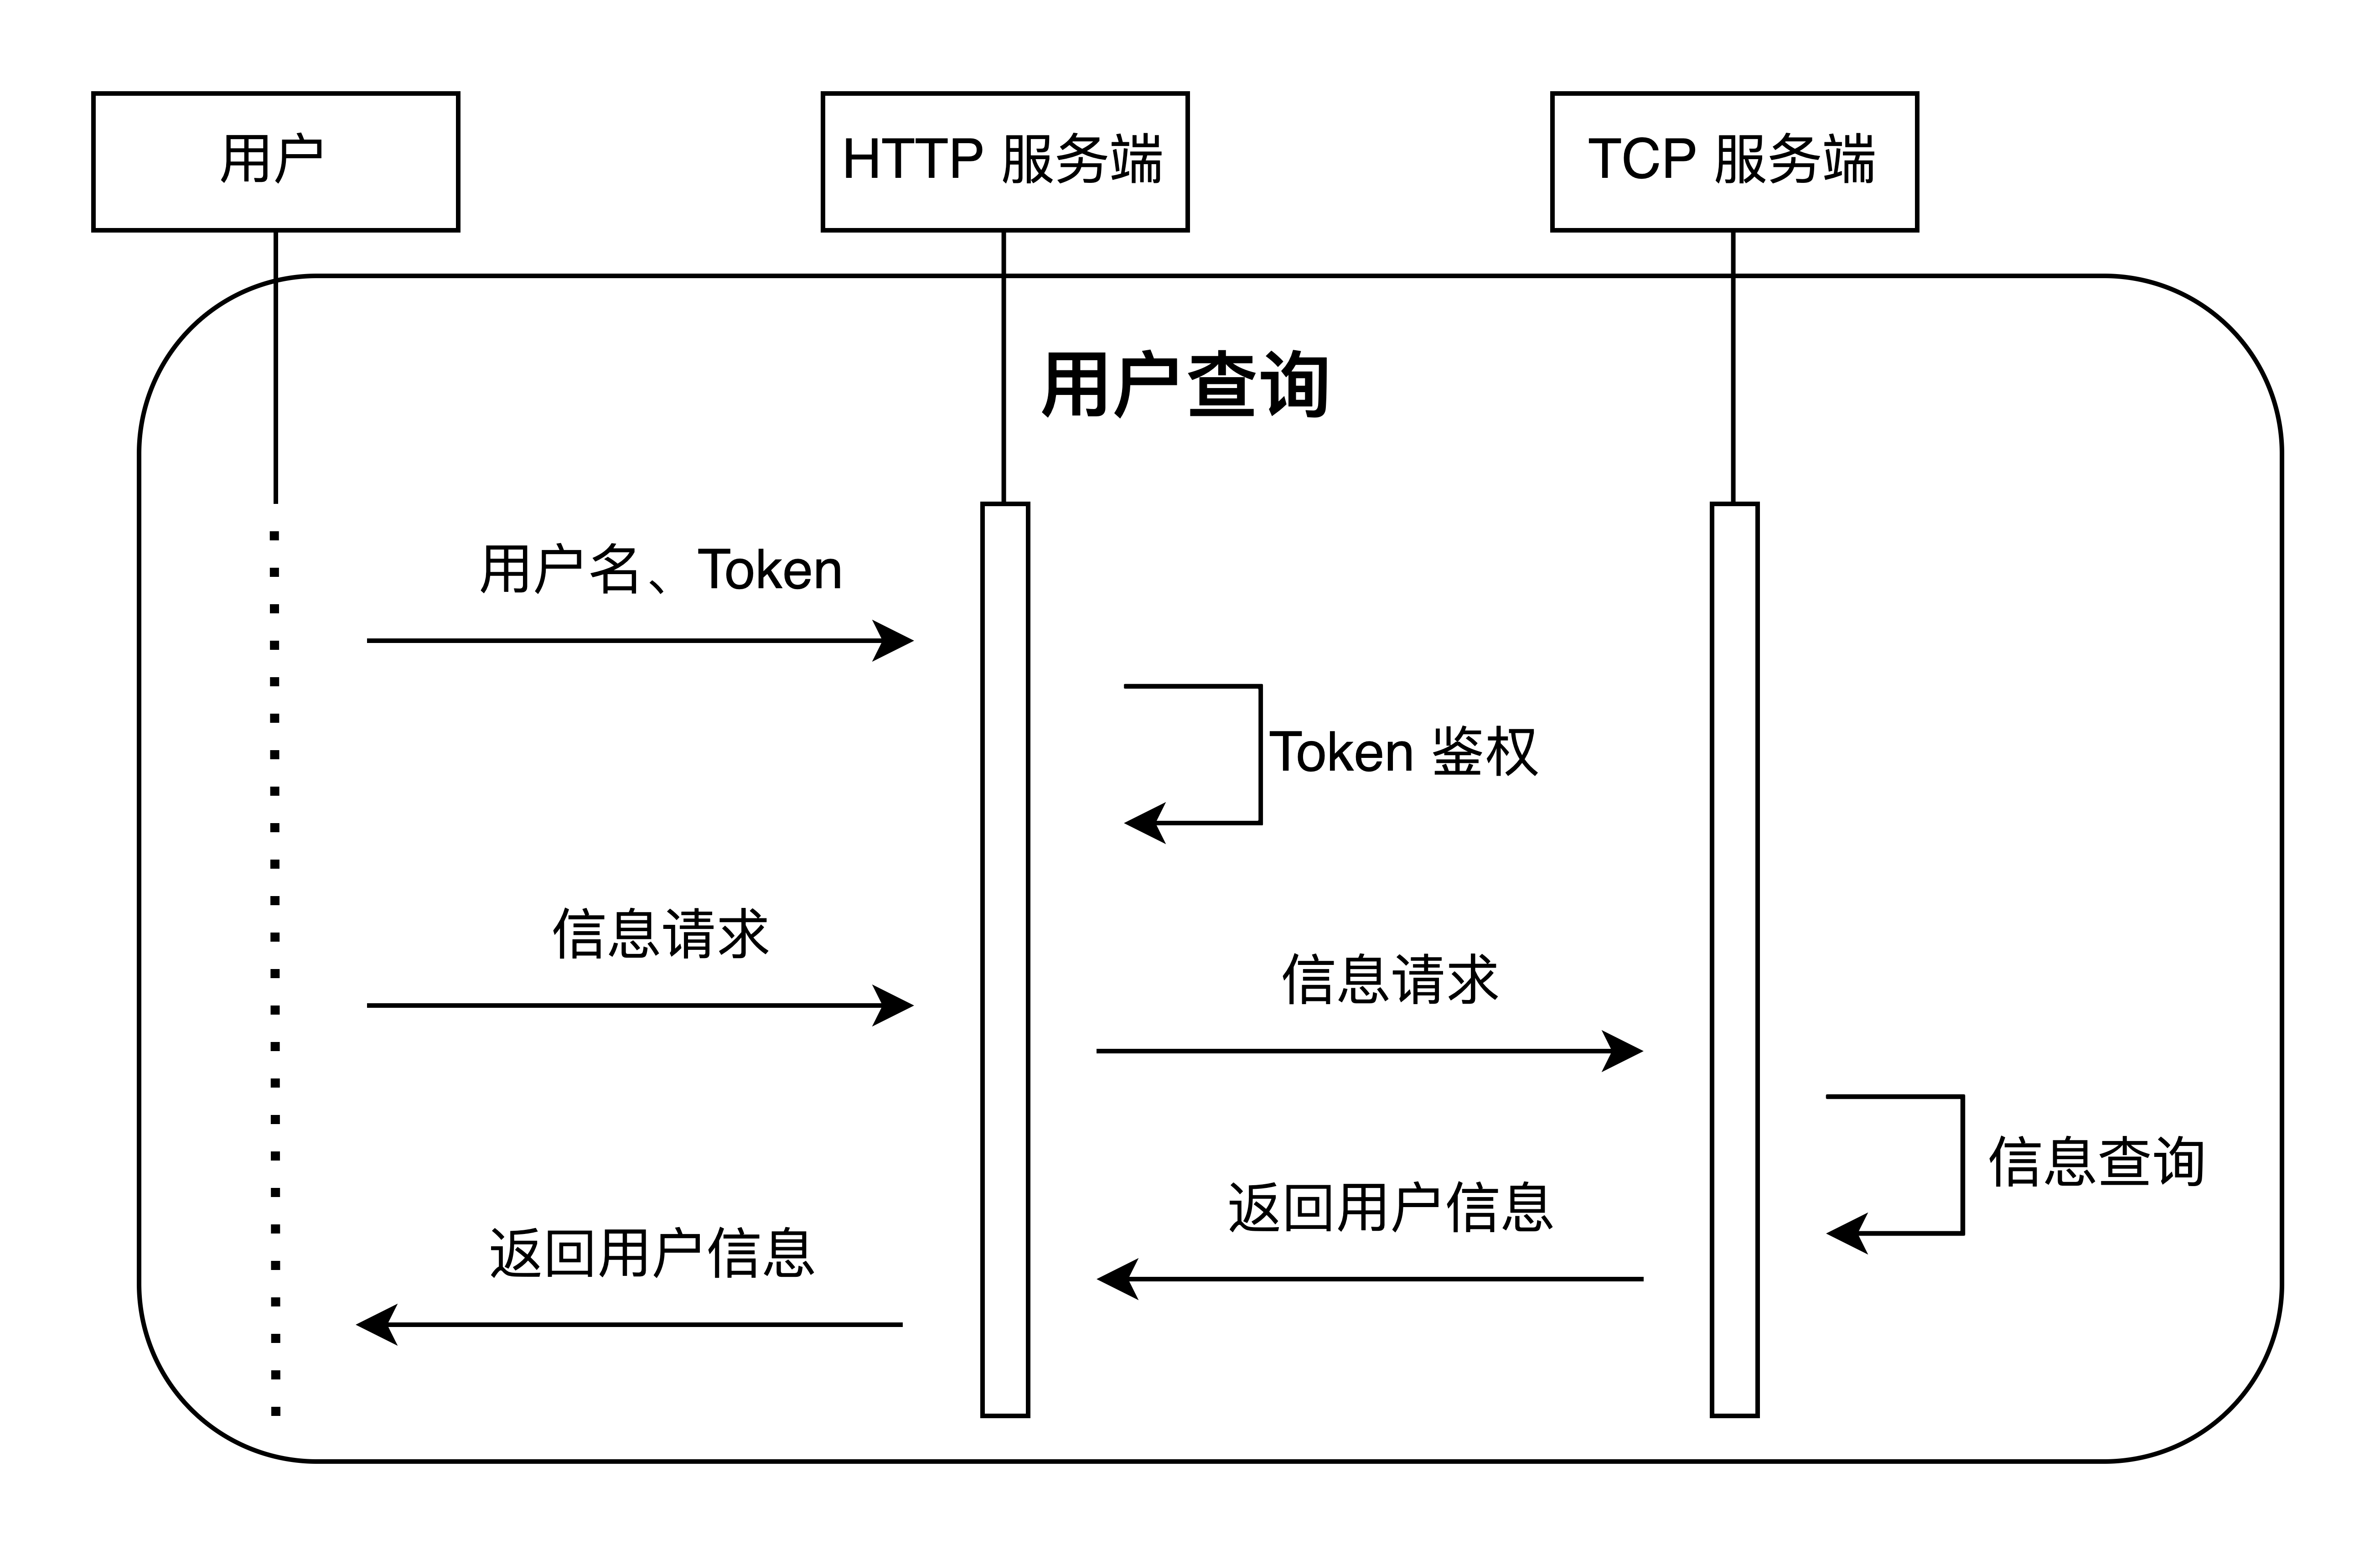 用户
HTTP 服务端
TCP 服务端
用户查询
用户名、Token
Token 鉴权
信息请求
信息请求
信息查询
返回用户信息
返回用户信息